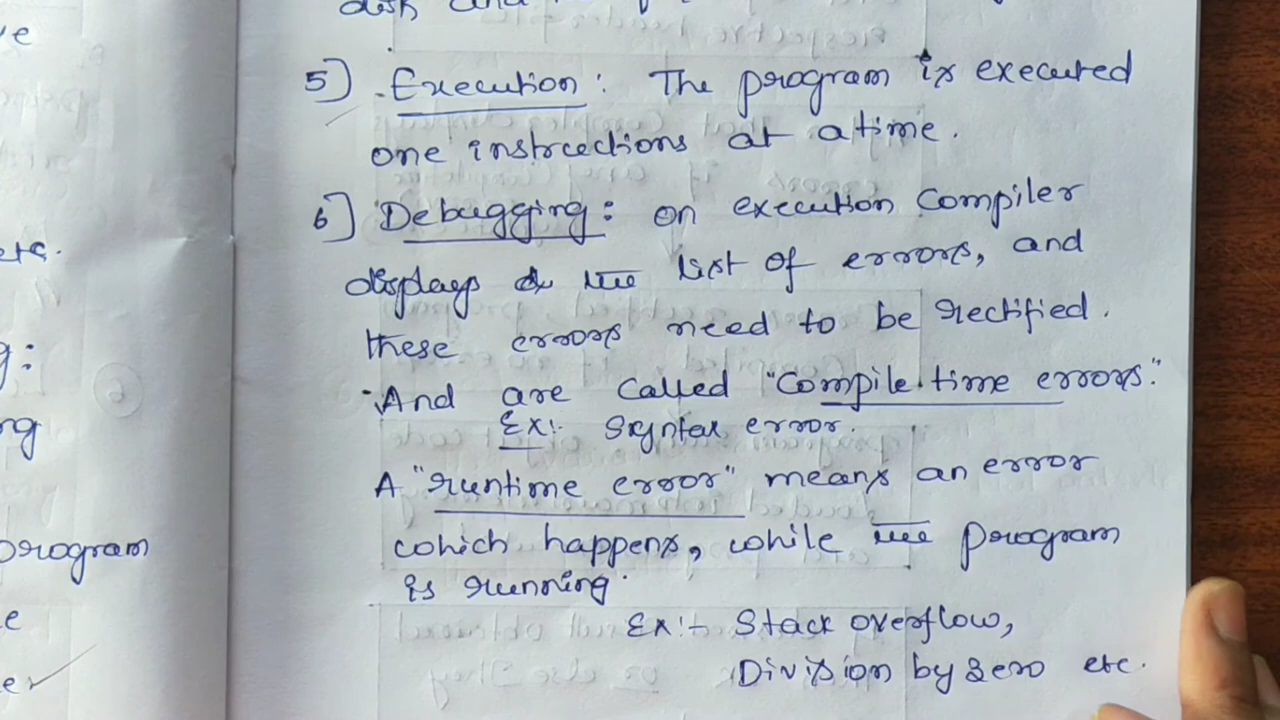 5] Execution: The program is executed
one instructions at a time.
6] Debugging: on execution compiler
displays the list of errors, and
these errors need to be rectified.
And are called "Compile time errors."
Ex:- Syntax error.
A "runtime error" means an error
which happens, while the program
is running.
Ex:- Stack overflow,
Division by zero etc.
etc.
program